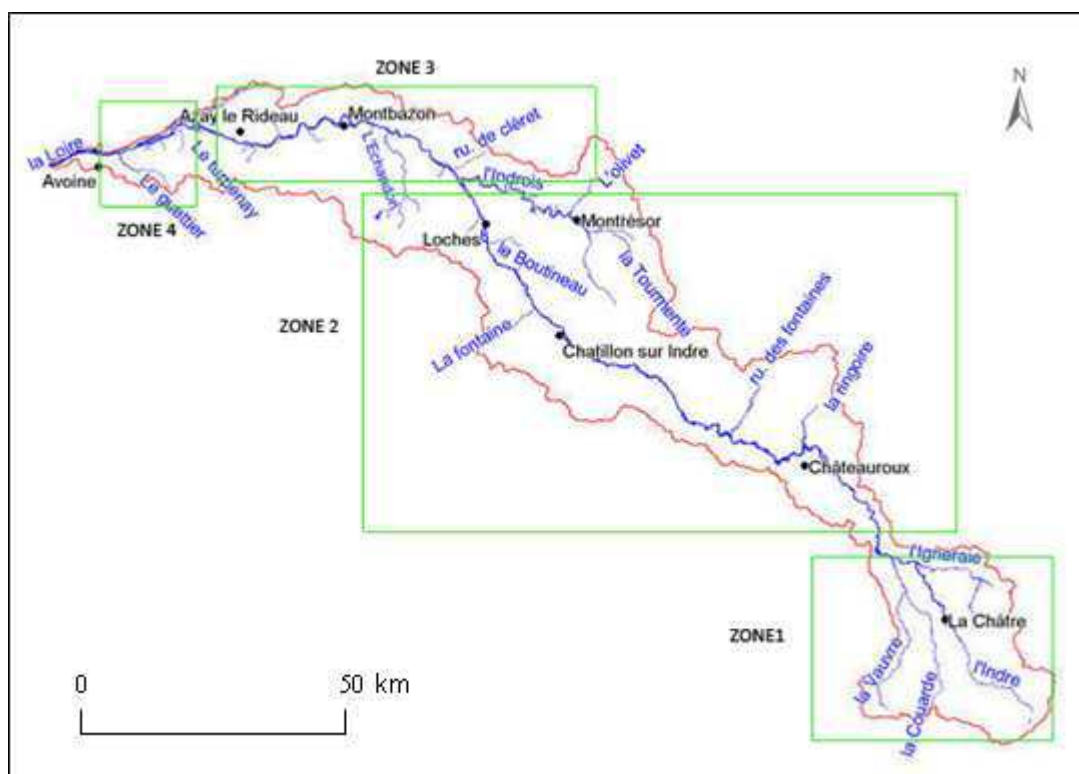 ZONE 3
N
Azay le Rideau
Montbazon
ru. de cléret
la Loire
L'Echandon
l'Indrois
L'olivet
Avoine
Le turpenay
Le gueltier
ZONE 4
Montrésor
Loches
la Boutineau
la Tourmente
ZONE 2
La fontaine
Chatillon sur Indre
ru. des fontaines
la ringoire
Châteauroux
l'Igneraie
ZONE1
La Châtre
la Vauvre
la Couarde
l'Indre
0
50 km